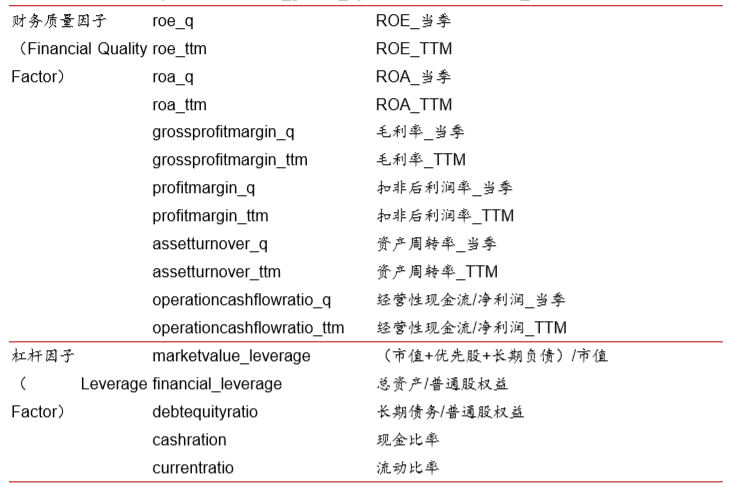 财务质量因子 roe_q ROE_当季
（Financial Quality roe_ttm ROE_TTM
Factor） roa_q ROA_当季
roa_ttm ROA_TTM
grossprofitmargin_q 毛利率_当季
grossprofitmargin_ttm 毛利率_TTM
profitmargin_q 扣非后利润率_当季
profitmargin_ttm 扣非后利润率_TTM
assetturnover_q 资产周转率_当季
assetturnover_ttm 资产周转率_TTM
operationcashflowratio_q 经营性现金流/净利润_当季
operationcashflowratio_ttm 经营性现金流/净利润_TTM
杠杆因子 marketvalue_leverage （市值+优先股+长期负债）/市值
（ Leverage financial_leverage 总资产/普通股权益
Factor） debtequityratio 长期债务/普通股权益
cashration 现金比率
currentratio 流动比率